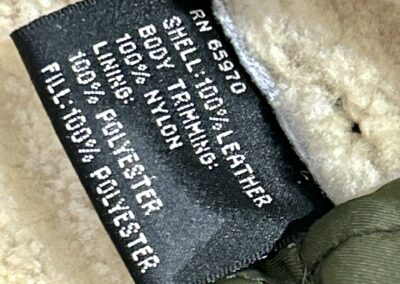 RN 65970
SHELL: 100% LEATHER
BODY TRIMMING:
100% NYLON
LINING:
100% POLYESTER
FILL: 100% POLYESTER